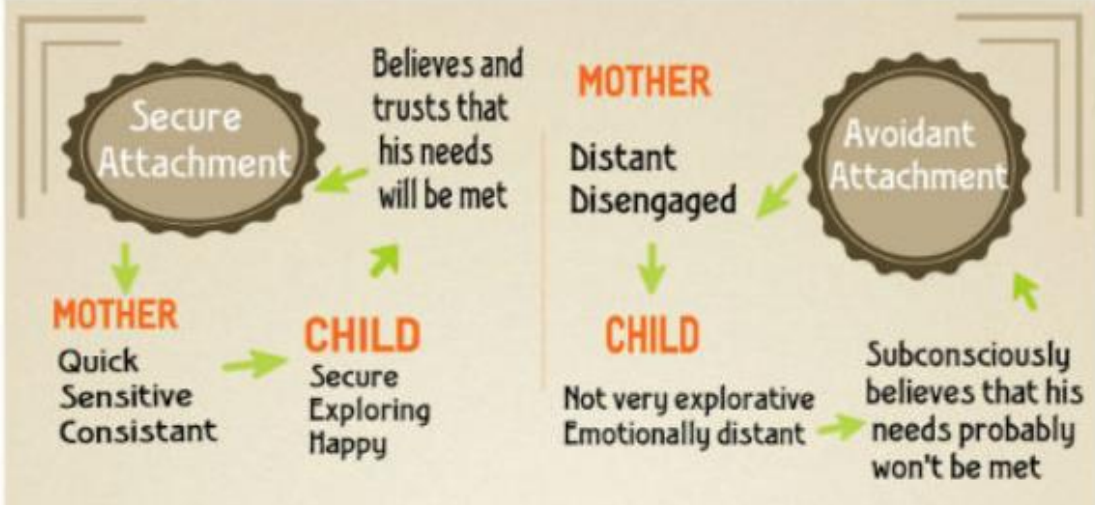 Secure
Attachment
MOTHER
Quick
Sensitive
Consistant
CHILD
Secure
Exploring
Happy
Believes and
trusts that
his needs
will be met
Avoidant
Attachment
MOTHER
Distant
Disengaged
CHILD
Not very explorative
Emotionally distant
Subconsciously
believes that his
needs probably
won't be met